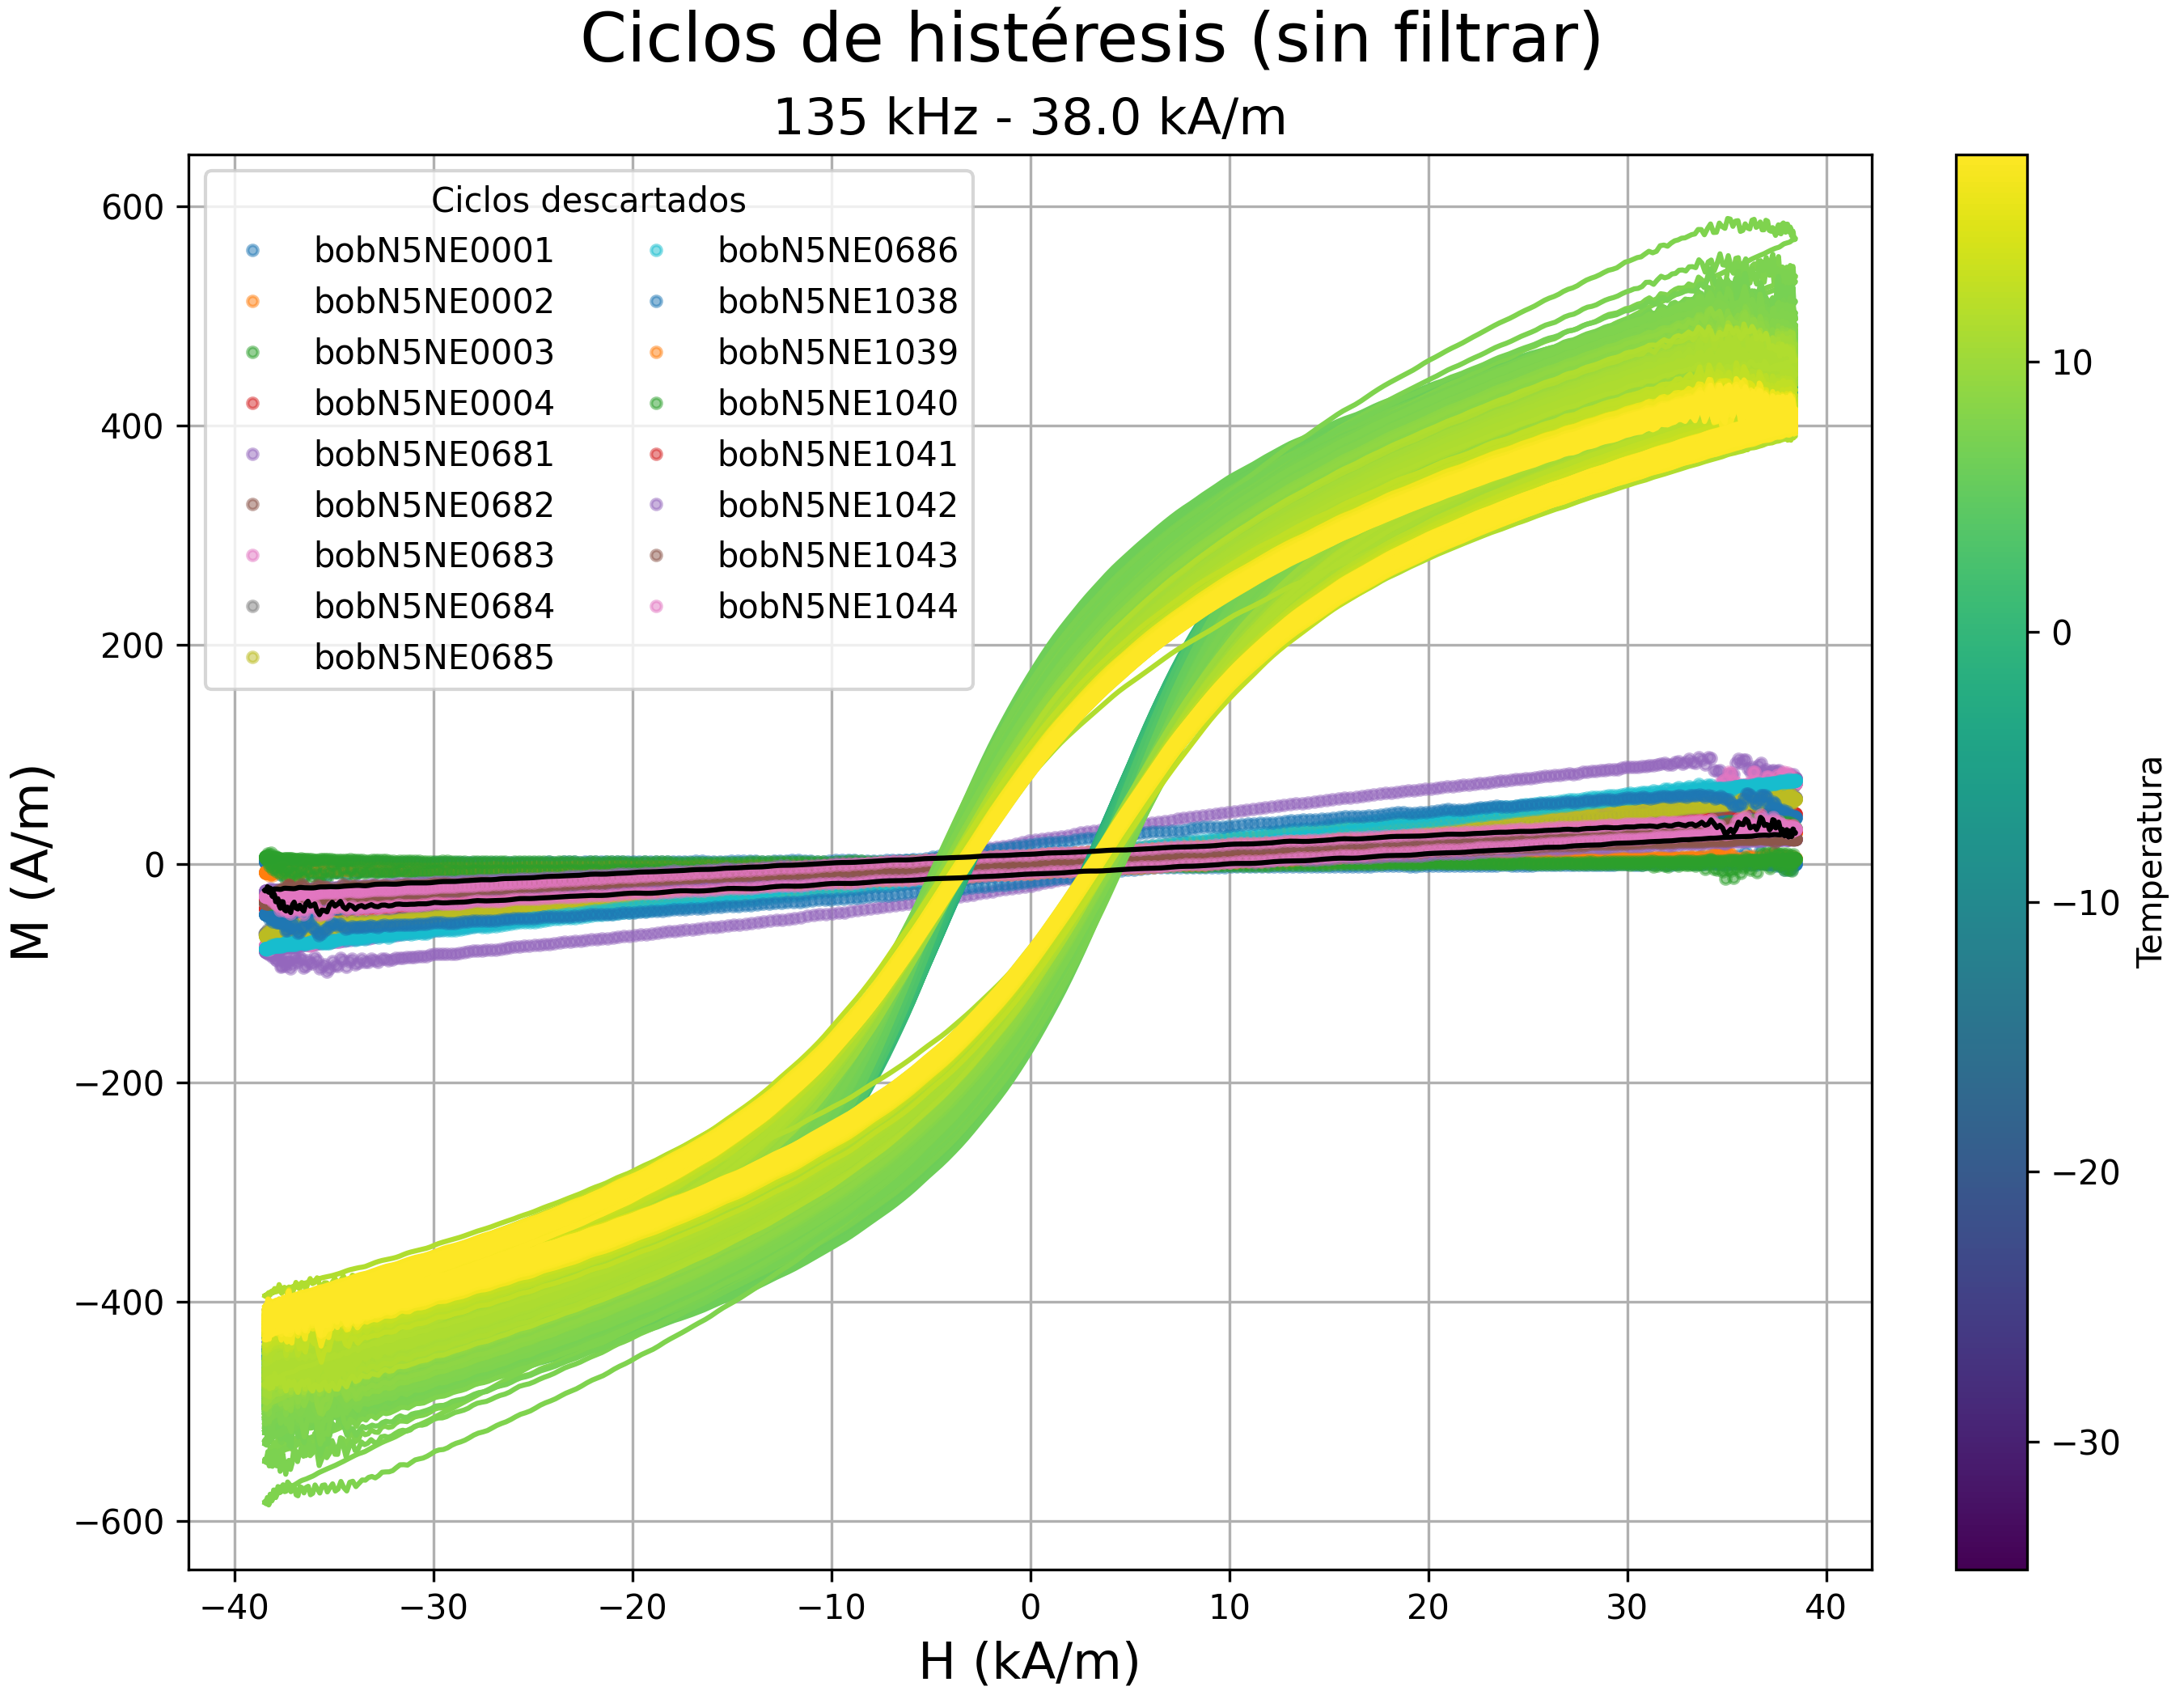 Ciclos de histéresis (sin filtrar)
135 kHz - 38.0 kA/m
Ciclos descartados
bobN5NE0001
bobN5NE0002
bobN5NE0003
bobN5NE0004
bobN5NE0681
bobN5NE0682
bobN5NE0683
bobN5NE0684
bobN5NE0685
bobN5NE0686
bobN5NE1038
bobN5NE1039
bobN5NE1040
bobN5NE1041
bobN5NE1042
bobN5NE1043
bobN5NE1044
M (A/m)
600
400
200
0
−200
−400
−600
−40
−30
−20
−10
0
10
20
30
40
H (kA/m)
10
0
−10
−20
−30
Temperatura